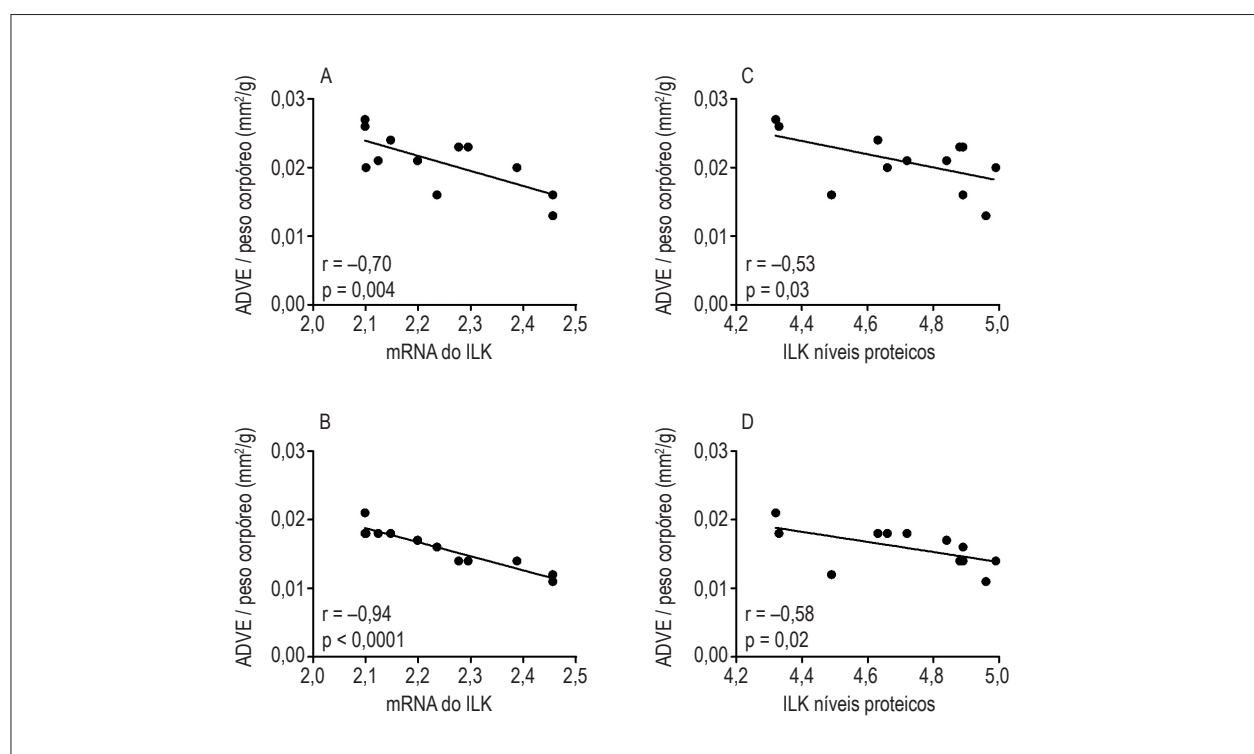 A
ADVE / peso corpóreo (mm²/g)
0,03
0,02
0,01
0,00
r = –0,70
p = 0,004
2,0 2,1 2,2 2,3 2,4 2,5
mRNA do ILK
C
ADVE / peso corpóreo (mm²/g)
0,03
0,02
0,01
0,00
r = –0,53
p = 0,03
4,2 4,4 4,6 4,8 5,0
ILK níveis proteicos
B
ADVE / peso corpóreo (mm²/g)
0,03
0,02
0,01
0,00
r = –0,94
p < 0,0001
2,0 2,1 2,2 2,3 2,4 2,5
mRNA do ILK
D
ADVE / peso corpóreo (mm²/g)
0,03
0,02
0,01
0,00
r = –0,58
p = 0,02
4,2 4,4 4,6 4,8 5,0
ILK níveis proteicos